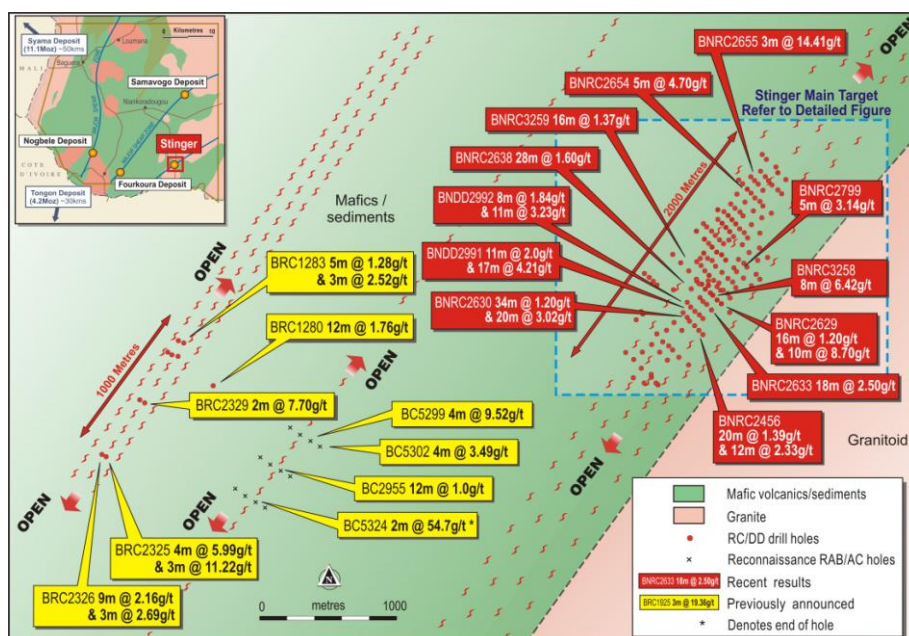 Kilometres
0 10
Syama Deposit
(11.1Moz) ~50kms
Loumana
Baguera
MALI
Samavogo Deposit
Niankorodougou
Nogbele Deposit
Stinger
COTE
D'IVOIRE
Fourkoura Deposit
Tongon Deposit
(4.2Moz) ~30kms
Mafics /
sediments
BNRC2655 3m @ 14.41g/t
OPEN
BNRC2654 5m @ 4.70g/t
Stinger Main Target
Refer to Detailed Figure
BNRC3259 16m @ 1.37g/t
BNRC2638 28m @ 1.60g/t
2000 Metres
BNDD2992 8m @ 1.84g/t
& 11m @ 3.23g/t
BNRC2799
5m @ 3.14g/t
BNDD2991 11m @ 2.0g/t
& 17m @ 4.21g/t
BNRC3258
8m @ 6.42g/t
BNRC2630 34m @ 1.20g/t
& 20m @ 3.02g/t
BNRC2629
16m @ 1.20g/t
& 10m @ 8.70g/t
BNRC2633 18m @ 2.50g/t
BNRC2456
20m @ 1.39g/t
& 12m @ 2.33g/t
Granitoid
OPEN
OPEN
BRC1283 5m @ 1.28g/t
& 3m @ 2.52g/t
BRC1280 12m @ 1.76g/t
OPEN
1000 Metres
BRC2329 2m @ 7.70g/t
BC5299 4m @ 9.52g/t
BC5302 4m @ 3.49g/t
BC2955 12m @ 1.0g/t
BC5324 2m @ 54.7g/t *
OPEN
OPEN
BRC2325 4m @ 5.99g/t
& 3m @ 11.22g/t
BRC2326 9m @ 2.16g/t
& 3m @ 2.69g/t
N
0 metres 1000
Mafic volcanics/sediments
Granite
RC/DD drill holes
Reconnaissance RAB/AC holes
BNRC2633 18m @ 2.50g/t Recent results
BRC1925 3m @ 19.36g/t Previously announced
* Denotes end of hole